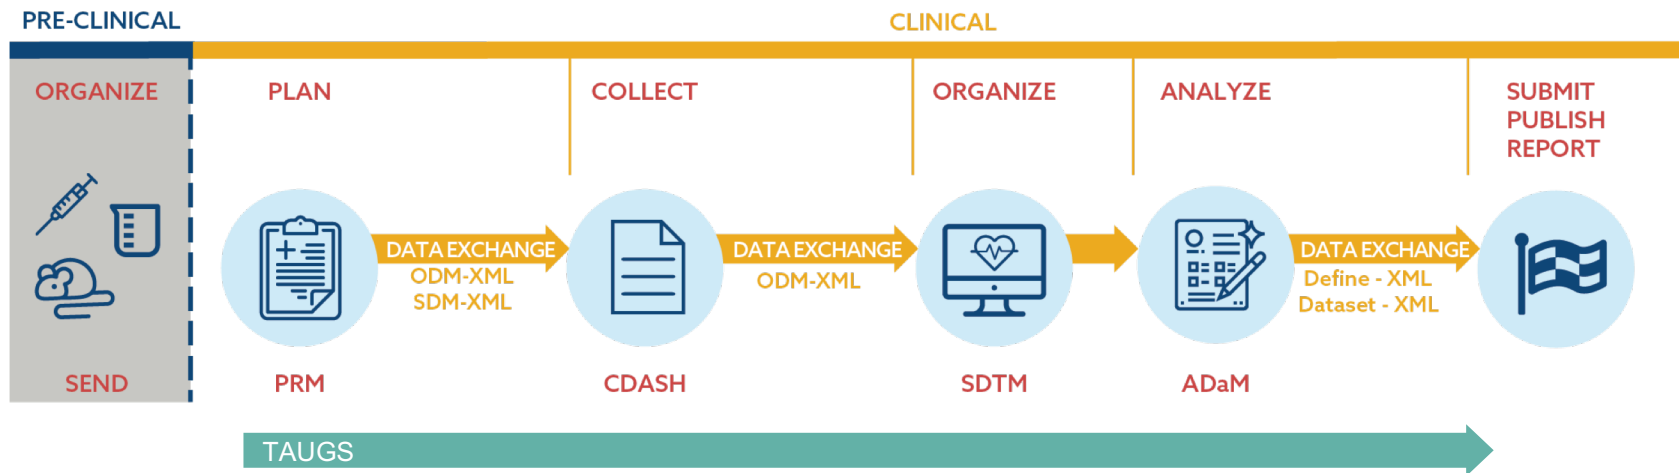 PRE-CLINICAL
CLINICAL
ORGANIZE
PLAN
COLLECT
ORGANIZE
ANALYZE
SUBMIT
PUBLISH
REPORT
DATA EXCHANGE
ODM-XML
SDM-XML
DATA EXCHANGE
ODM-XML
DATA EXCHANGE
Define - XML
Dataset - XML
SEND
PRM
CDASH
SDTM
ADaM
TAUGS